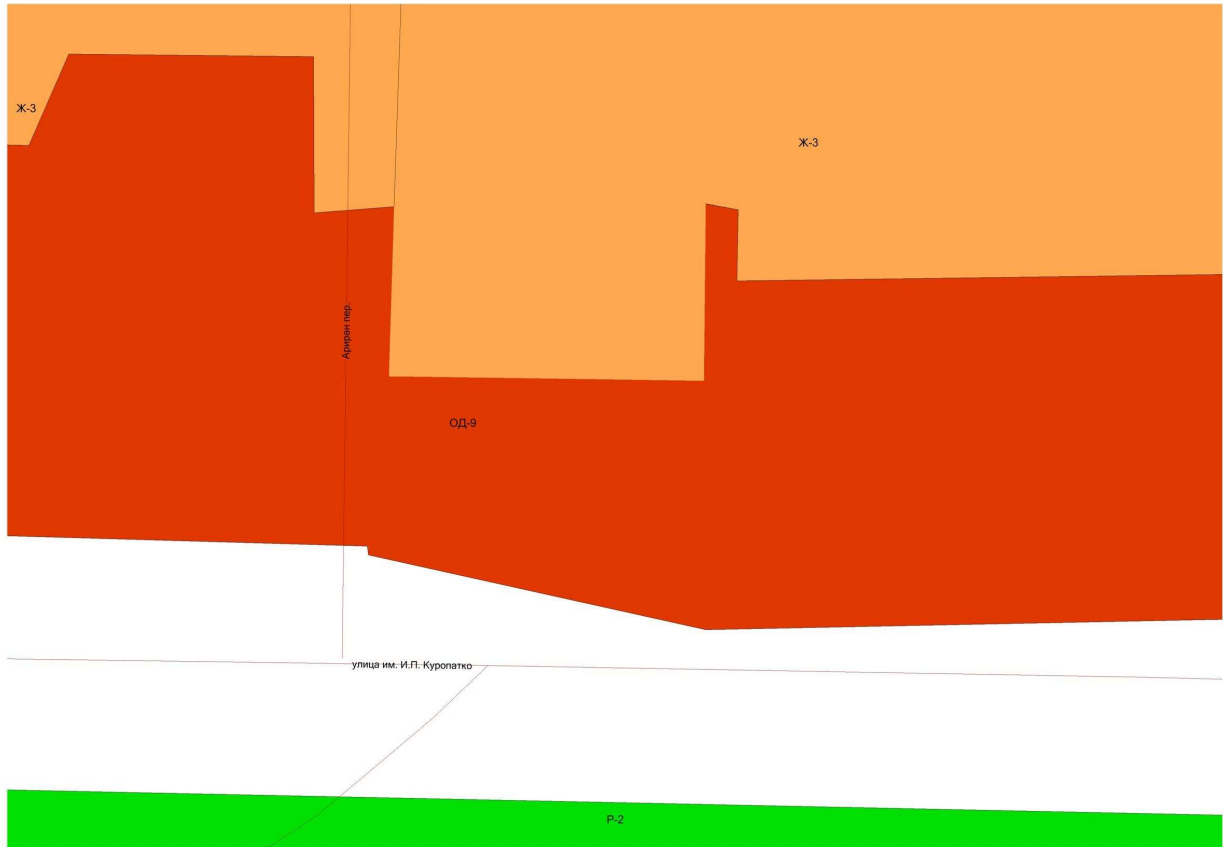 Ж-3
Ж-3
Ариран пер.
ОД-9
улица им. И.П. Куропатко
Р-2